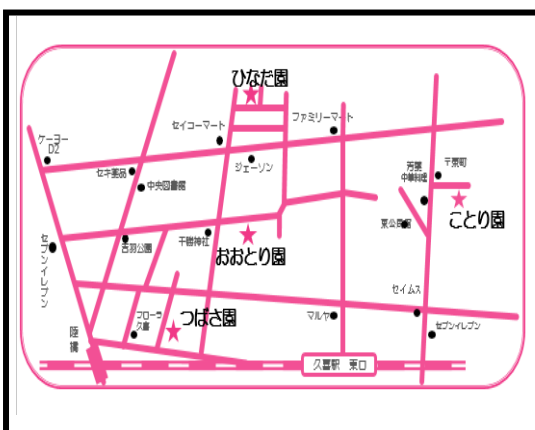 ひなだ園
セイコーマート
ファミリーマート
ケーヨー
D2
ジェーソン
セキ薬品
中央図書館
芳葉
中華料理
千束町
東公民館
ことり園
吉羽公園
千勝神社
おおとり園
セブンイレブン
つばさ園
フローラ
久喜
陸橋
マルヤ
セイムス
セブンイレブン
久喜駅 東口